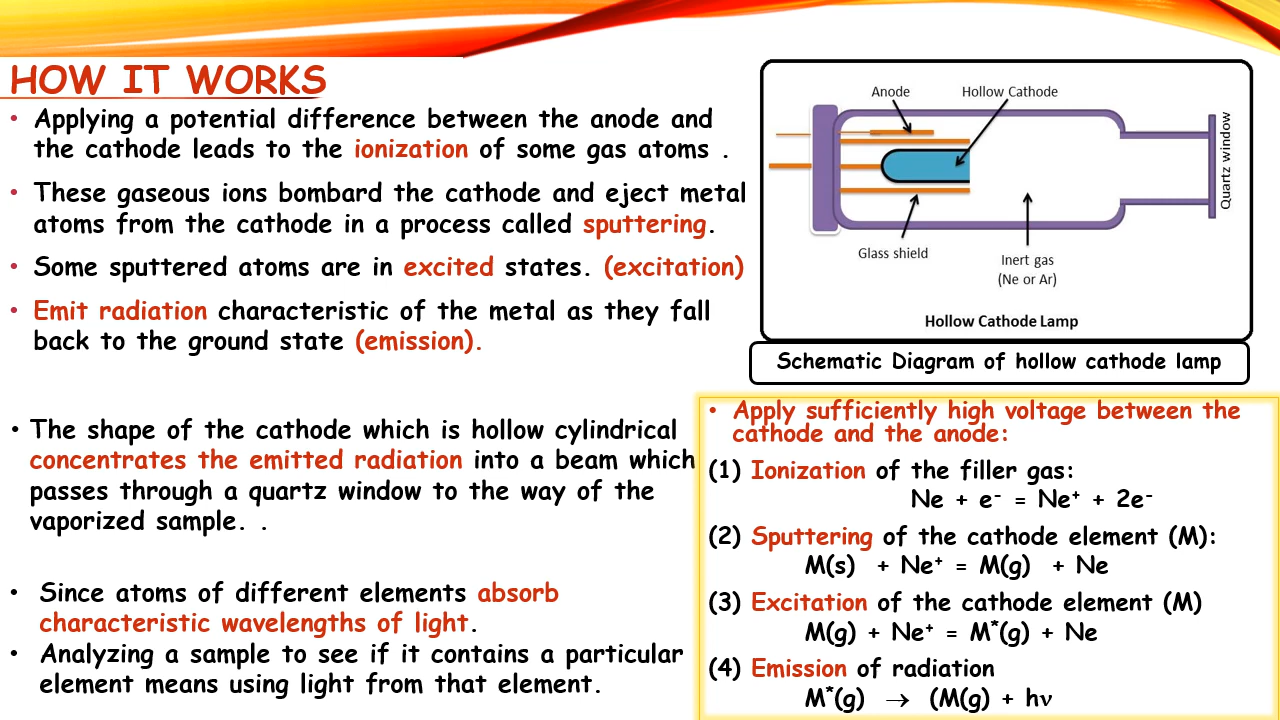 HOW IT WORKS
• Applying a potential difference between the anode and
the cathode leads to the ionization of some gas atoms .
• These gaseous ions bombard the cathode and eject metal
atoms from the cathode in a process called sputtering.
• Some sputtered atoms are in excited states. (excitation)
• Emit radiation characteristic of the metal as they fall
back to the ground state (emission).
• The shape of the cathode which is hollow cylindrical
concentrates the emitted radiation into a beam which
passes through a quartz window to the way of the
vaporized sample. .
• Since atoms of different elements absorb
characteristic wavelengths of light.
• Analyzing a sample to see if it contains a particular
element means using light from that element.
Anode
Hollow Cathode
Quartz window
Glass shield
Inert gas
(Ne or Ar)
Hollow Cathode Lamp
Schematic Diagram of hollow cathode lamp
• Apply sufficiently high voltage between the
cathode and the anode:
(1) Ionization of the filler gas:
Ne + e⁻ = Ne⁺ + 2e⁻
(2) Sputtering of the cathode element (M):
M(s) + Ne⁺ = M(g) + Ne
(3) Excitation of the cathode element (M)
M(g) + Ne⁺ = M*(g) + Ne
(4) Emission of radiation
M*(g) → (M(g) + hν